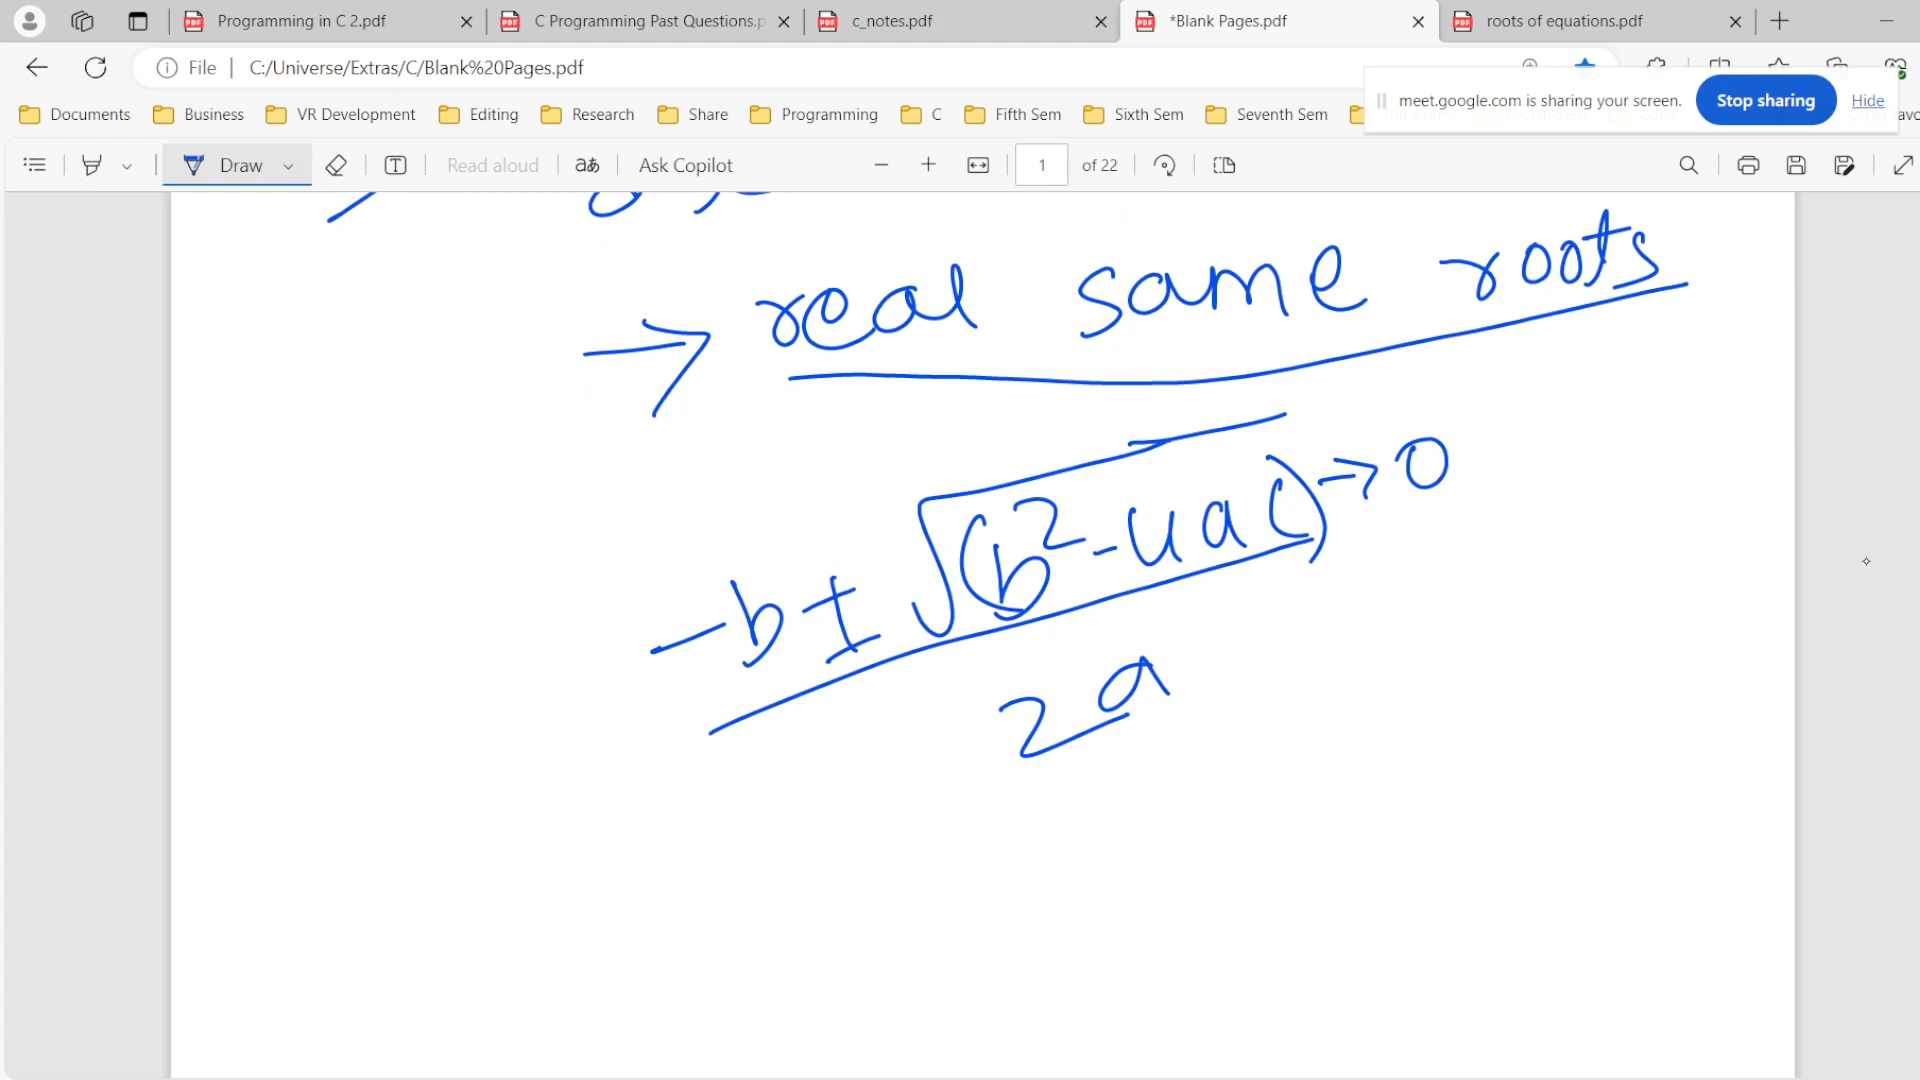 Programming in C 2.pdf
C Programming Past Questions.p
c_notes.pdf
*Blank Pages.pdf
roots of equations.pdf
File
C:/Universe/Extras/C/Blank%20Pages.pdf
meet.google.com is sharing your screen.
Stop sharing
Hide
Documents
Business
VR Development
Editing
Research
Share
Programming
C
Fifth Sem
Sixth Sem
Seventh Sem
Draw
Read aloud
aあ
Ask Copilot
1
of 22
→ real same roots
-b ± √(b²-4ac) → 0
2a